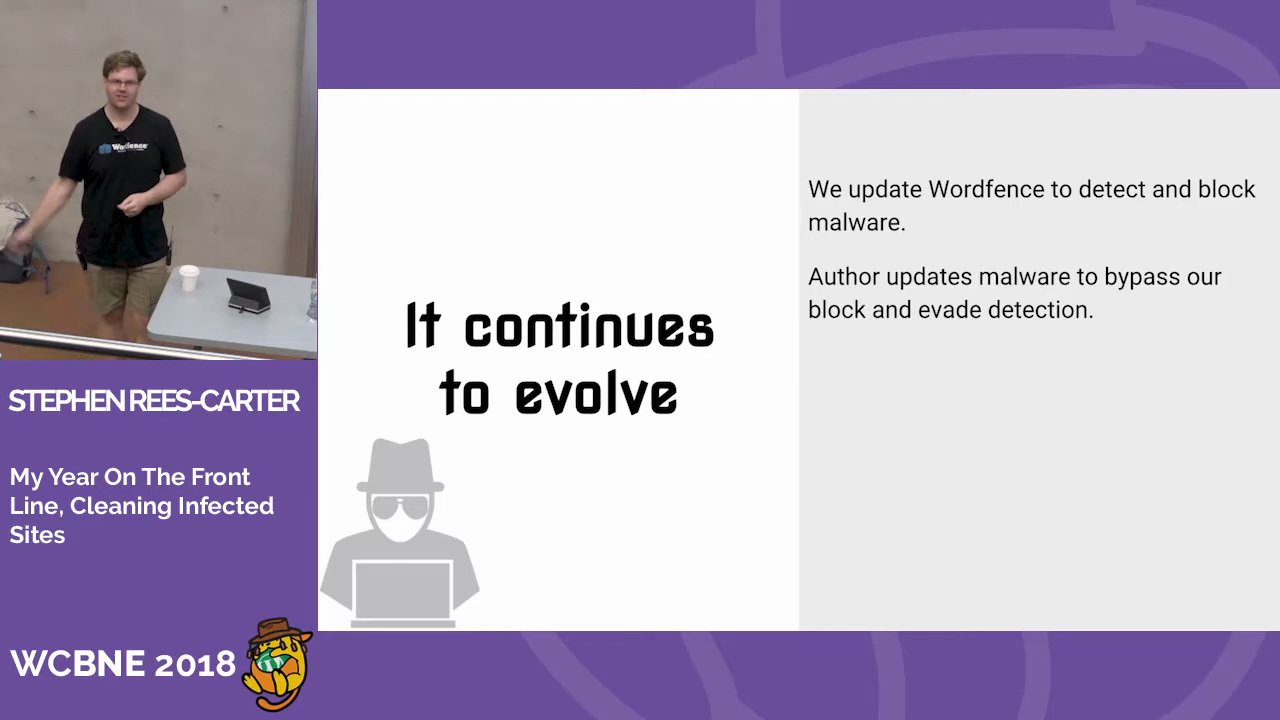 Wordfence
STEPHEN REES-CARTER
My Year On The Front
Line, Cleaning Infected
Sites
WCBNE 2018
It continues
to evolve
We update Wordfence to detect and block
malware.
Author updates malware to bypass our
block and evade detection.